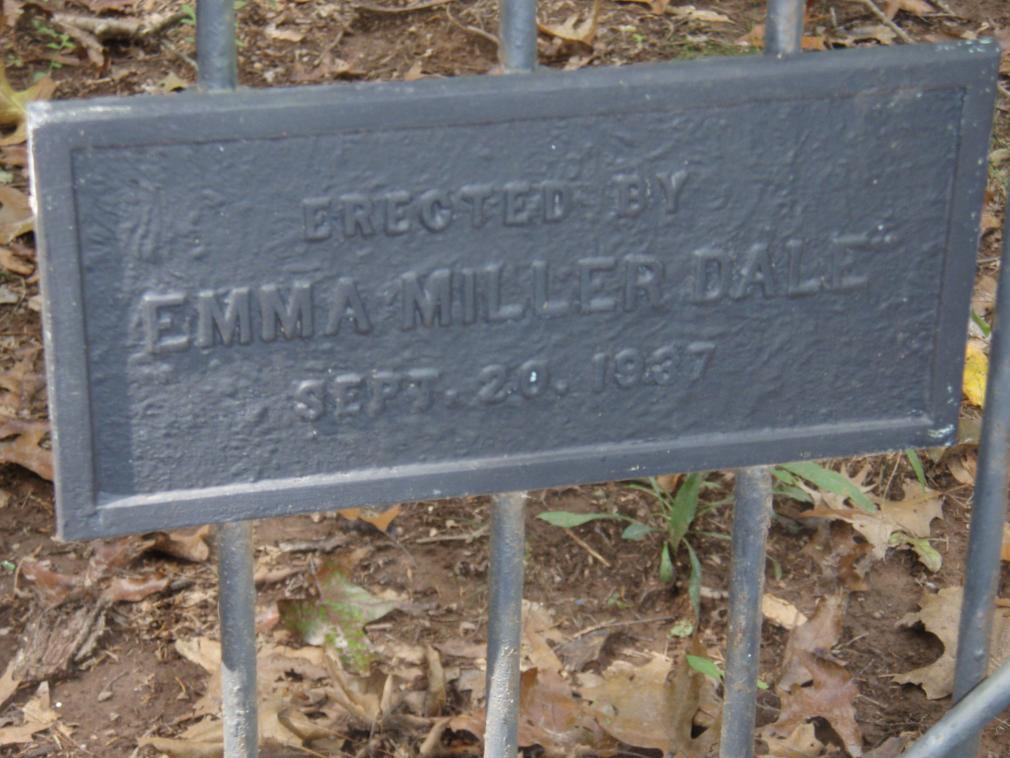 ERECTED BY
EMMA MILLER DALE
SEPT. 20. 1937